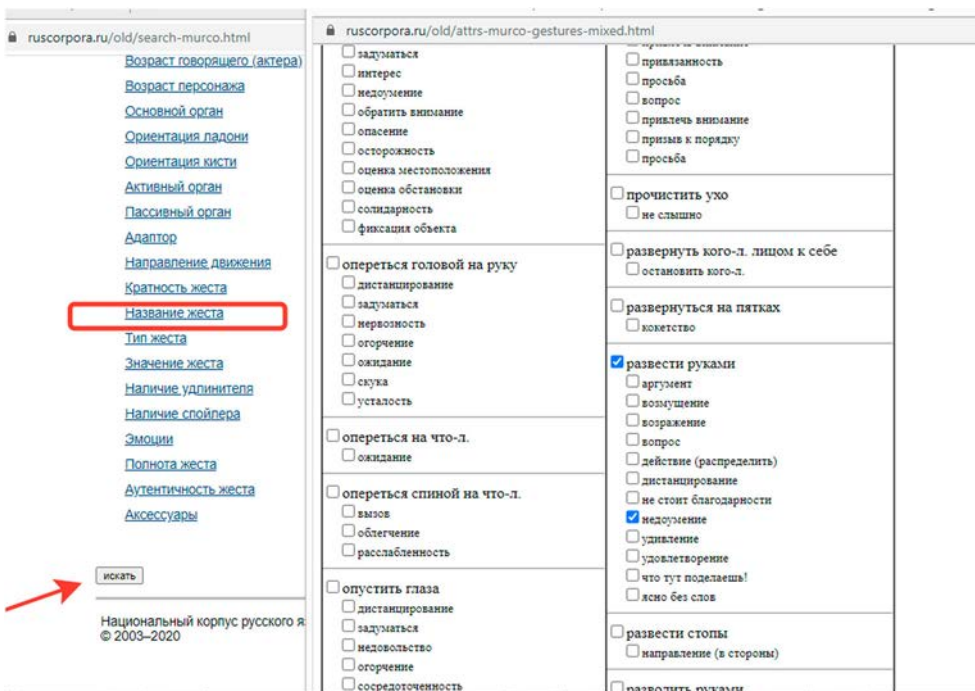 ruscorpora.ru/old/search-murco.html
Возраст говорящего (актера)
Возраст персонажа
Основной орган
Ориентация ладони
Ориентация кисти
Активный орган
Пассивный орган
Адаптор
Направление движения
Кратность жеста
Название жеста
Тип жеста
Значение жеста
Наличие удлинителя
Наличие спойлера
Эмоции
Полнота жеста
Аутентичность жеста
Аксессуары
искать
Национальный корпус русского я
© 2003–2020
ruscorpora.ru/old/attrs-murco-gestures-mixed.html
задуматься
интерес
недоумение
обратить внимание
опасение
осторожность
оценка местоположения
оценка обстановки
солидарность
фиксация объекта
опереться головой на руку
дистанцирование
задуматься
нервозность
огорчение
ожидание
скука
усталость
опереться на что-л.
ожидание
опереться спиной на что-л.
вызов
облегчение
расслабленность
опустить глаза
дистанцирование
задуматься
недовольство
огорчение
сосредоточенность
привязанность
просьба
вопрос
привлечь внимание
призыв к порядку
просьба
прочистить ухо
не слышно
развернуть кого-л. лицом к себе
остановить кого-л.
развернуться на пятках
кокетство
развести руками
аргумент
возмущение
возражение
вопрос
действие (распределить)
дистанцирование
не стоит благодарности
недоумение
удивление
удовлетворение
что тут поделаешь!
ясно без слов
развести стопы
направление (в стороны)
разводить руками